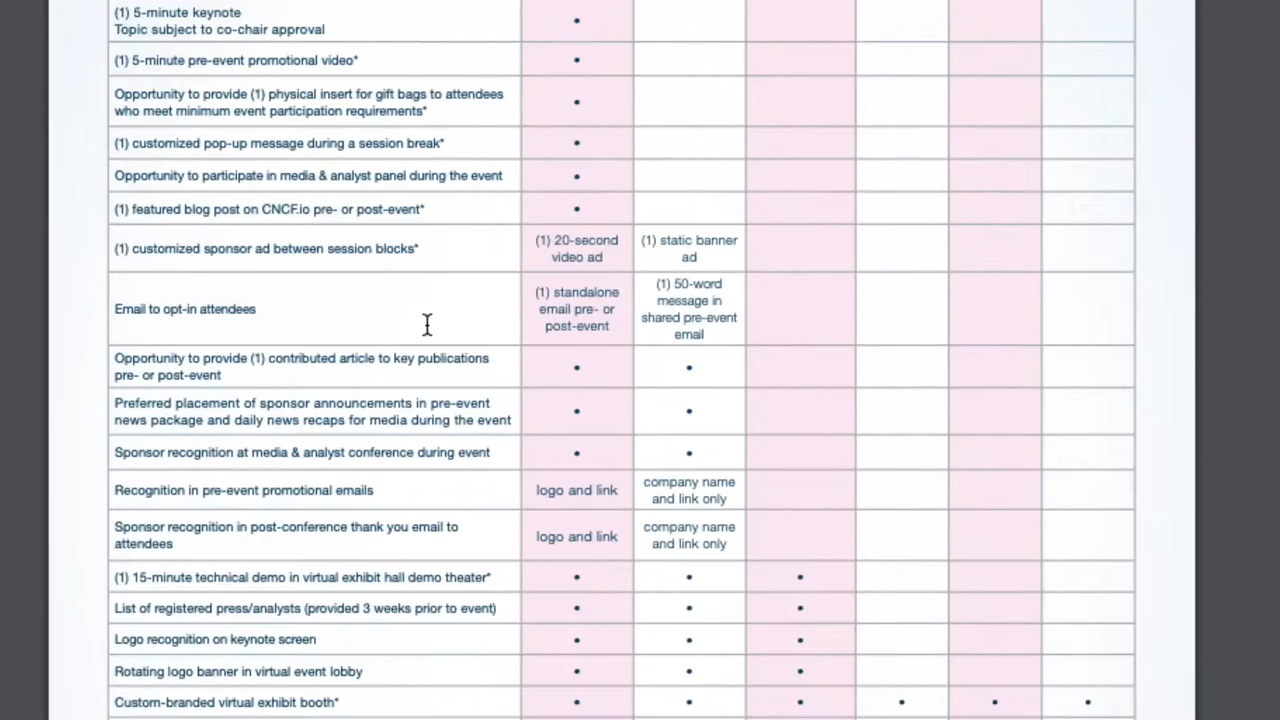 (1) 5-minute keynote
Topic subject to co-chair approval
•
(1) 5-minute pre-event promotional video*
•
Opportunity to provide (1) physical insert for gift bags to attendees
who meet minimum event participation requirements*
•
(1) customized pop-up message during a session break*
•
Opportunity to participate in media & analyst panel during the event
•
(1) featured blog post on CNCF.io pre- or post-event*
•
(1) customized sponsor ad between session blocks*
(1) 20-second
video ad
(1) static banner
ad
Email to opt-in attendees
(1) standalone
email pre- or
post-event
(1) 50-word
message in
shared pre-event
email
Opportunity to provide (1) contributed article to key publications
pre- or post-event
• •
Preferred placement of sponsor announcements in pre-event
news package and daily news recaps for media during the event
• •
Sponsor recognition at media & analyst conference during event
• •
Recognition in pre-event promotional emails
logo and link
company name
and link only
Sponsor recognition in post-conference thank you email to
attendees
logo and link
company name
and link only
(1) 15-minute technical demo in virtual exhibit hall demo theater*
• • •
List of registered press/analysts (provided 3 weeks prior to event)
• • •
Logo recognition on keynote screen
• • •
Rotating logo banner in virtual event lobby
• • •
Custom-branded virtual exhibit booth*
• • • • • •